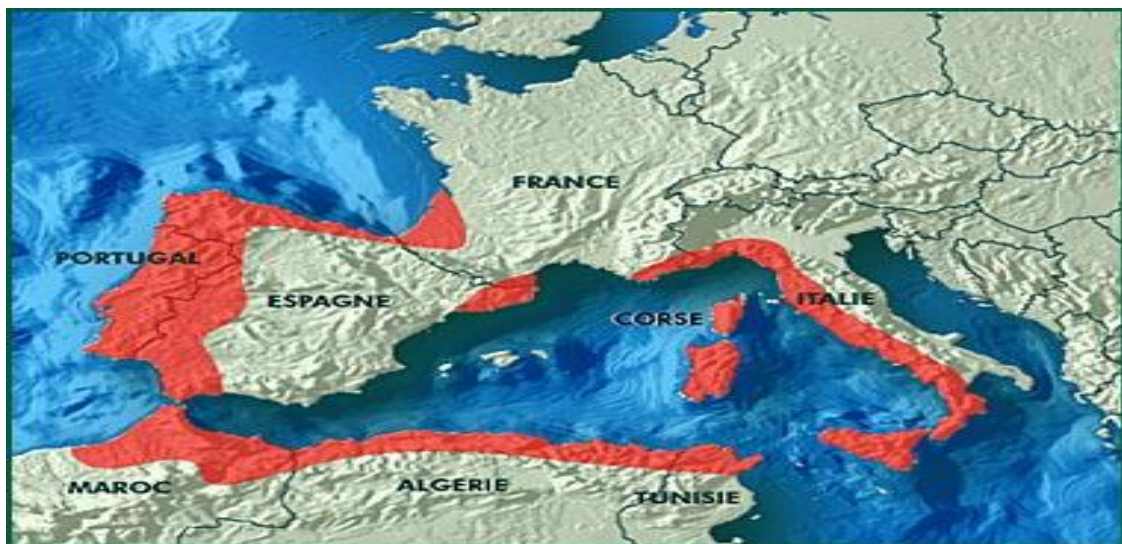 FRANCE
PORTUGAL
ESPAGNE
ITALIE
CORSE
MAROC
ALGERIE
TUNISIE